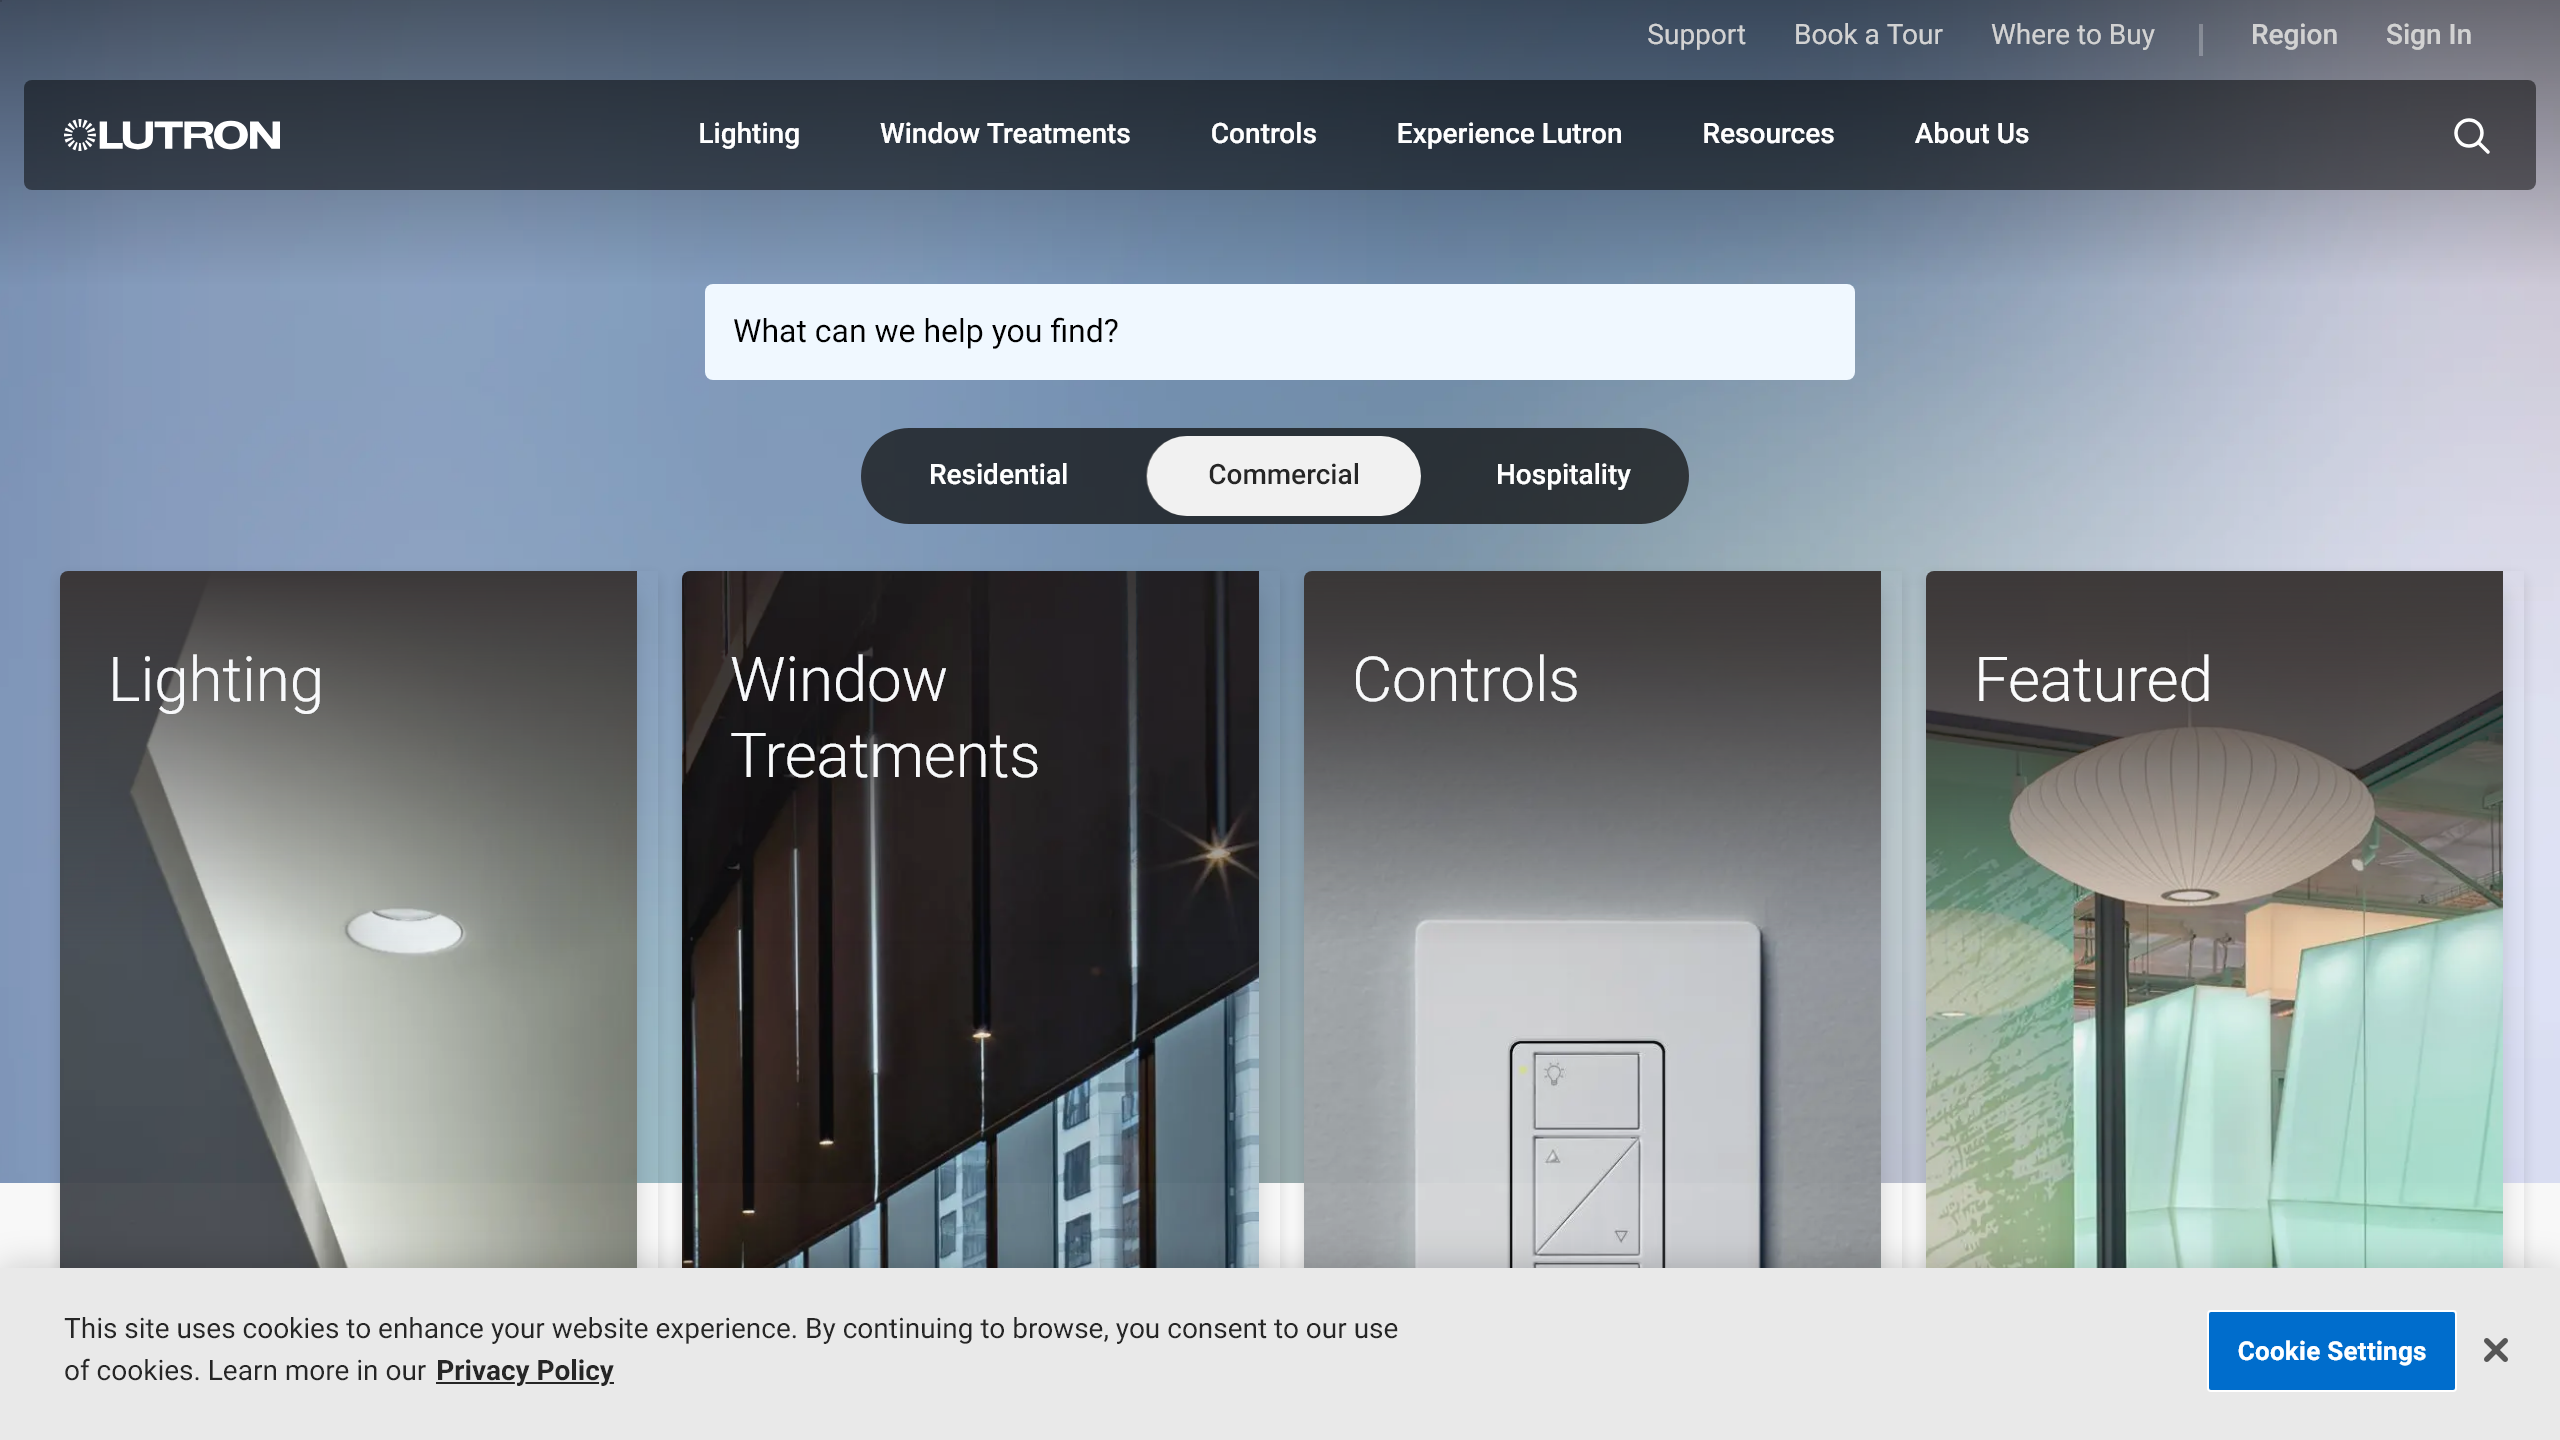 Support
Book a Tour
Where to Buy
Region
Sign In
LUTRON
Lighting
Window Treatments
Controls
Experience Lutron
Resources
About Us
What can we help you find?
Residential
Commercial
Hospitality
Lighting
Window
Treatments
Controls
Featured
This site uses cookies to enhance your website experience. By continuing to browse, you consent to our use
of cookies. Learn more in our Privacy Policy
Cookie Settings